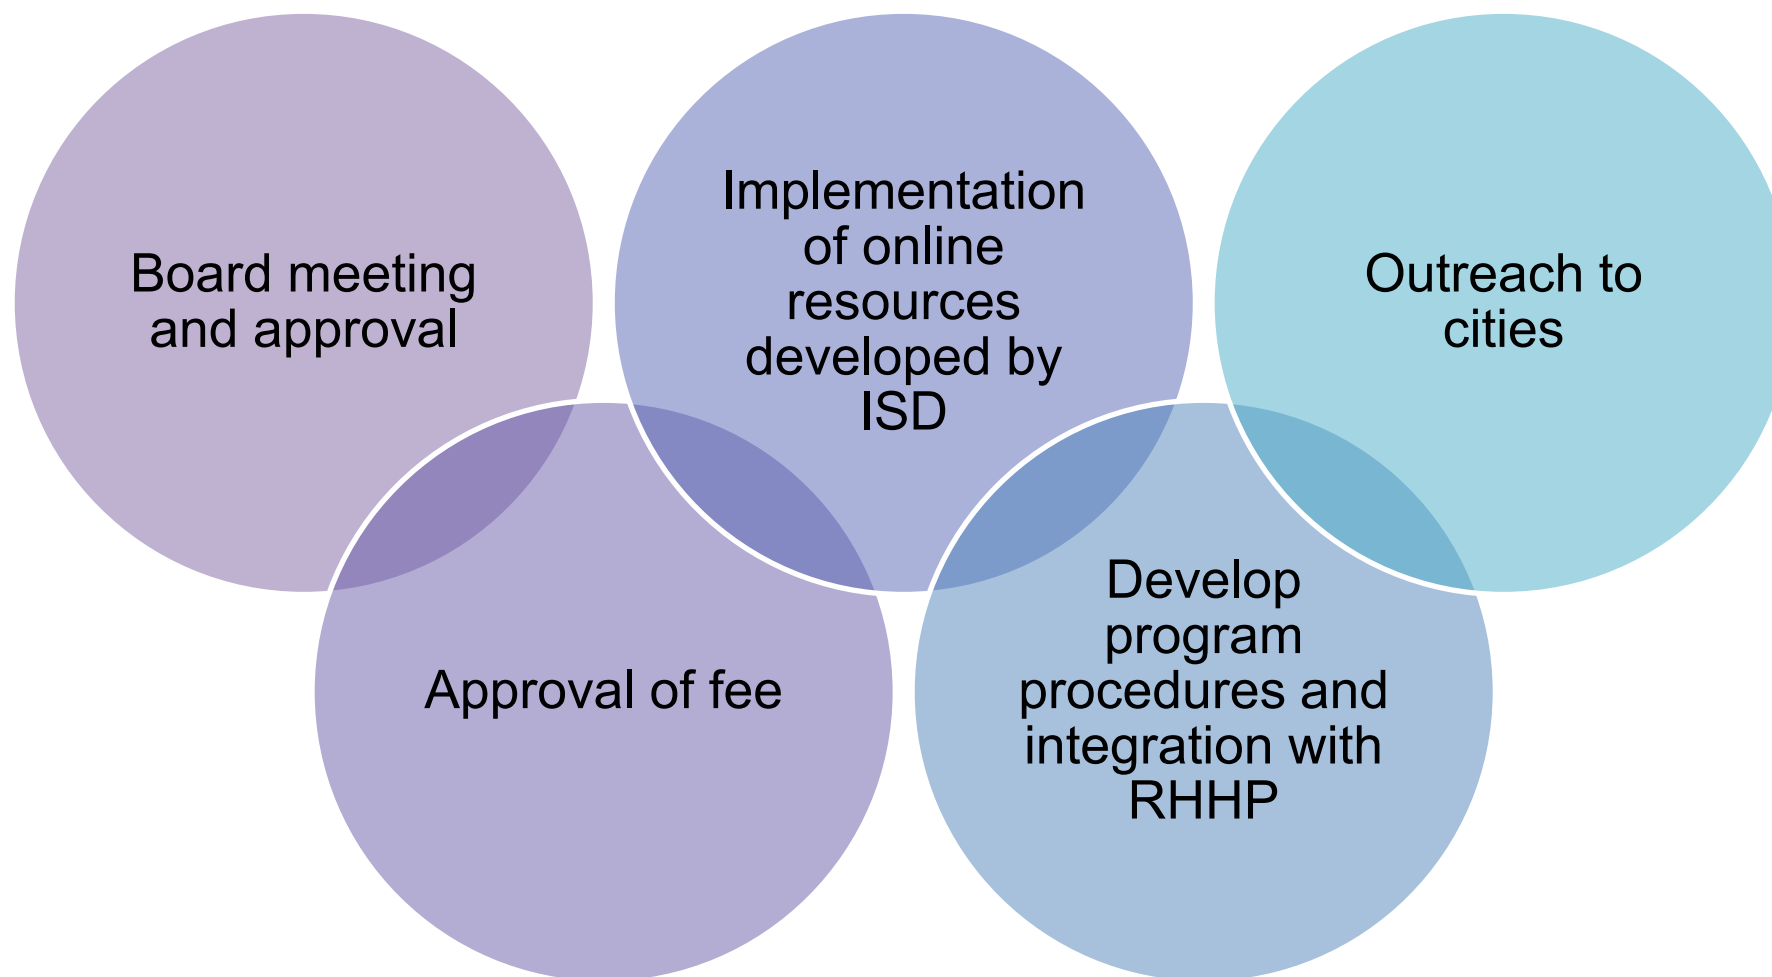 Board meeting
and approval
Approval of fee
Implementation
of online
resources
developed by
ISD
Develop
program
procedures and
integration with
RHHP
Outreach to
cities